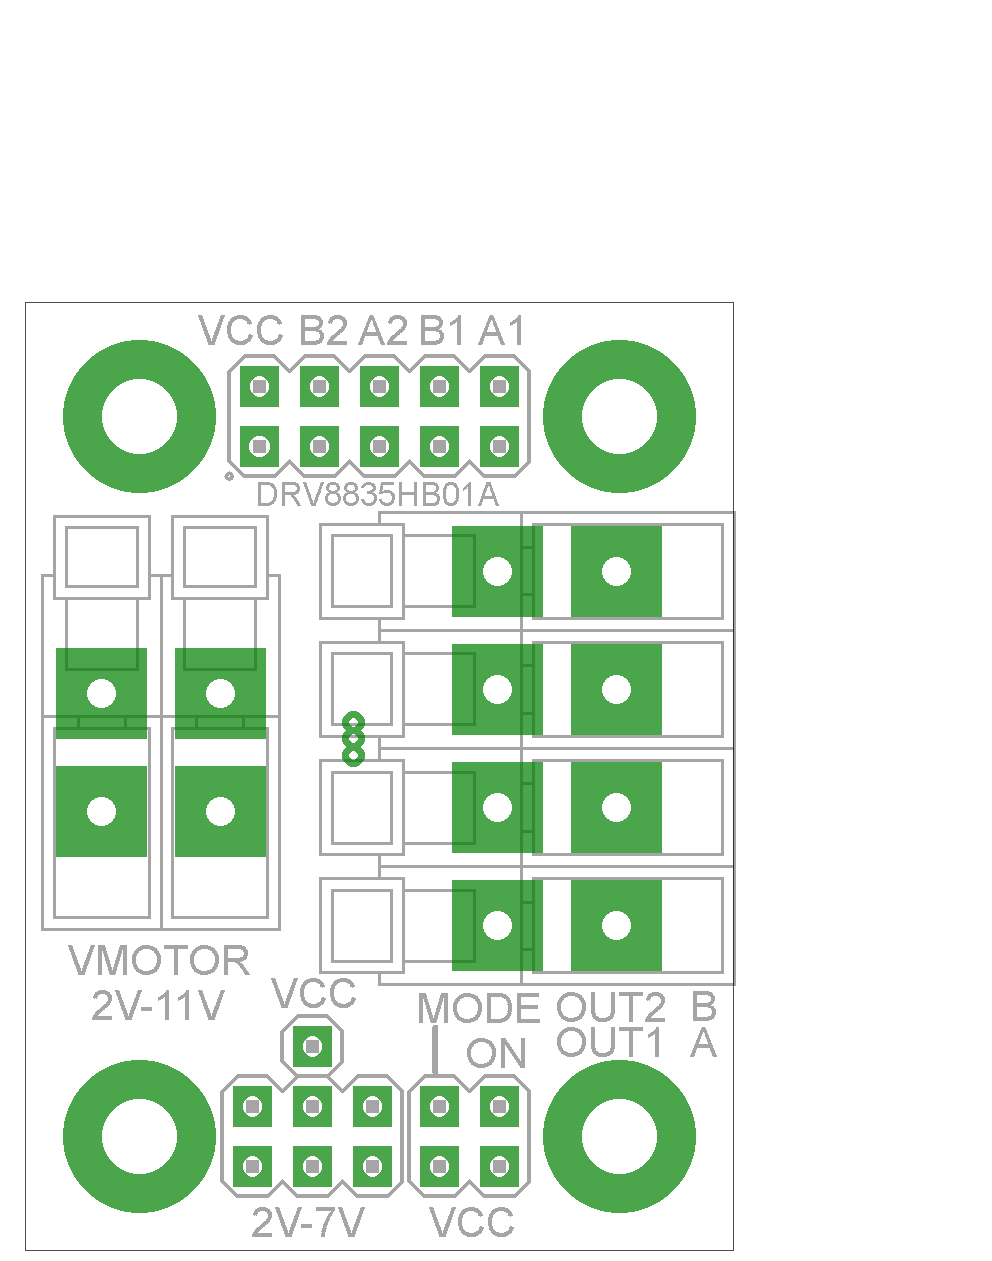 VCC B2 A2 B1 A1
DRV8835HB01A
VMOTOR
2V-11V
VCC
MODE OUT2 B
OUT1 A
ON
2V-7V VCC